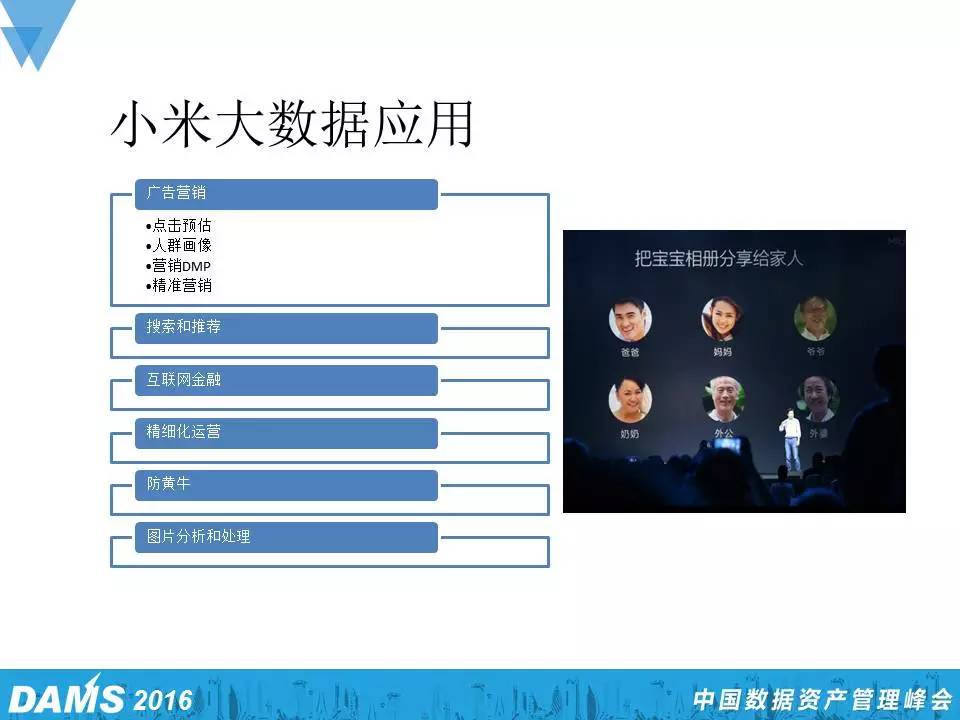 小米大数据应用
广告营销
•点击预估
•人群画像
•营销DMP
•精准营销
搜索和推荐
互联网金融
精细化运营
防黄牛
图片分析和处理
把宝宝相册分享给家人
爸爸
妈妈
爷爷
奶奶
外公
外婆
DAMS 2016
中国数据资产管理峰会